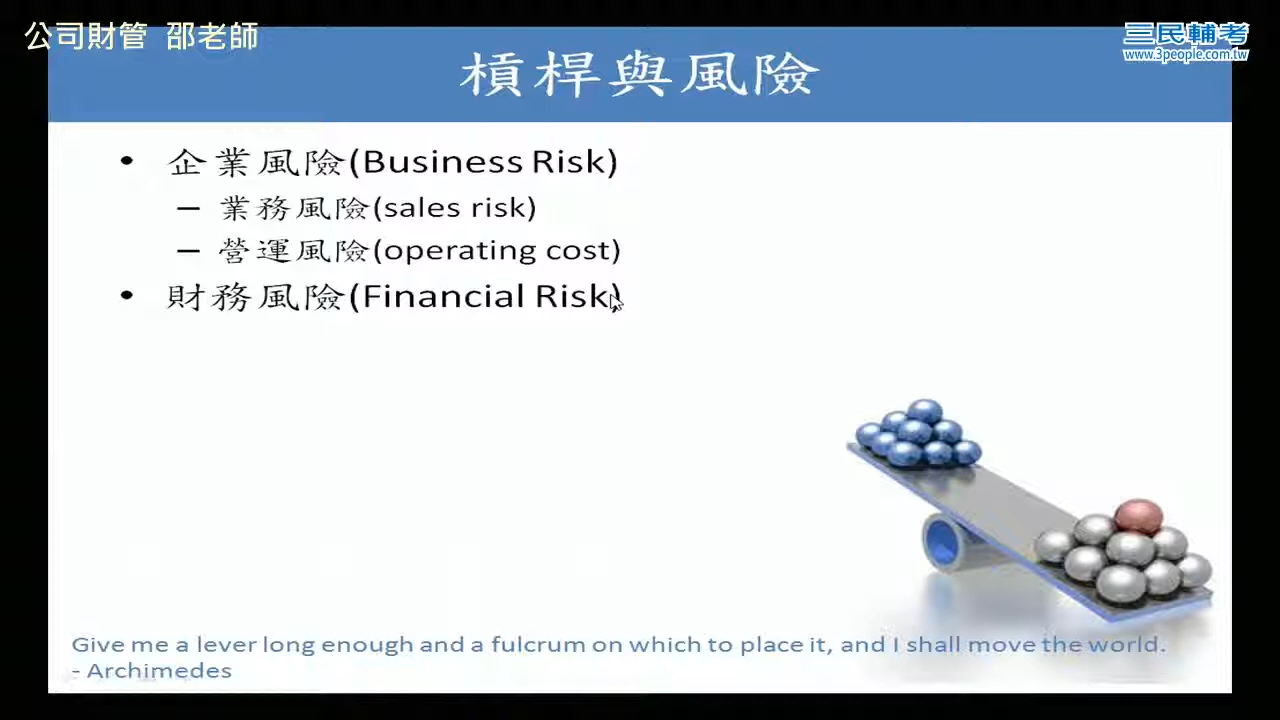 公司財管 邵老師
三民輔考
www.3people.com.tw
槓桿與風險
• 企業風險(Business Risk)
– 業務風險(sales risk)
– 營運風險(operating cost)
• 財務風險(Financial Risk)
Give me a lever long enough and a fulcrum on which to place it, and I shall move the world.
- Archimedes